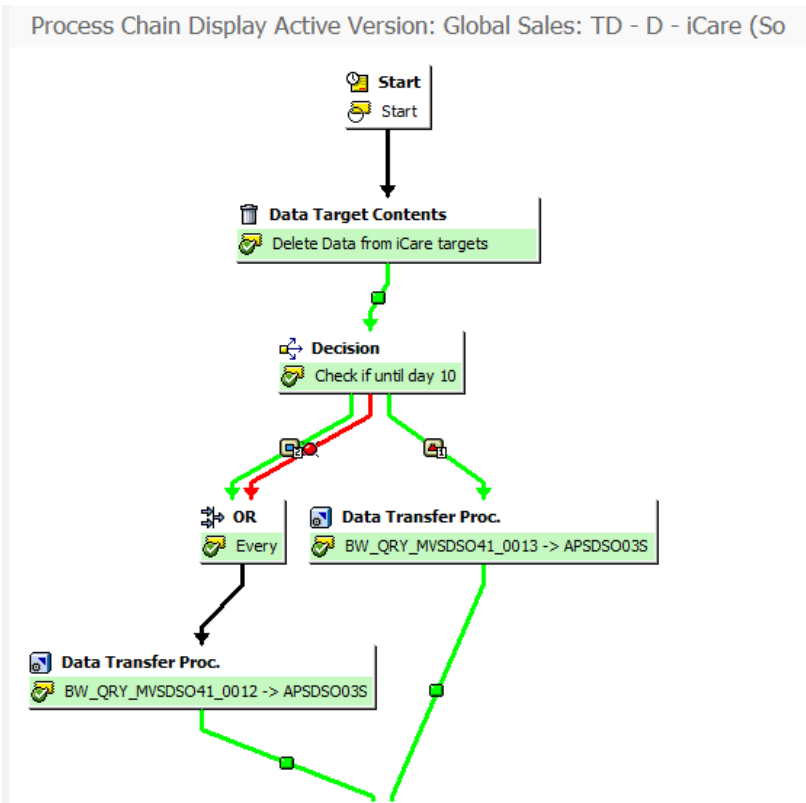 Process Chain Display Active Version: Global Sales: TD - D - iCare (So
Start
Start
Data Target Contents
Delete Data from iCare targets
Decision
Check if until day 10
2
1
OR
Every
Data Transfer Proc.
BW_QRY_MVSDSO41_0013 -> APSDSO03S
Data Transfer Proc.
BW_QRY_MVSDSO41_0012 -> APSDSO03S